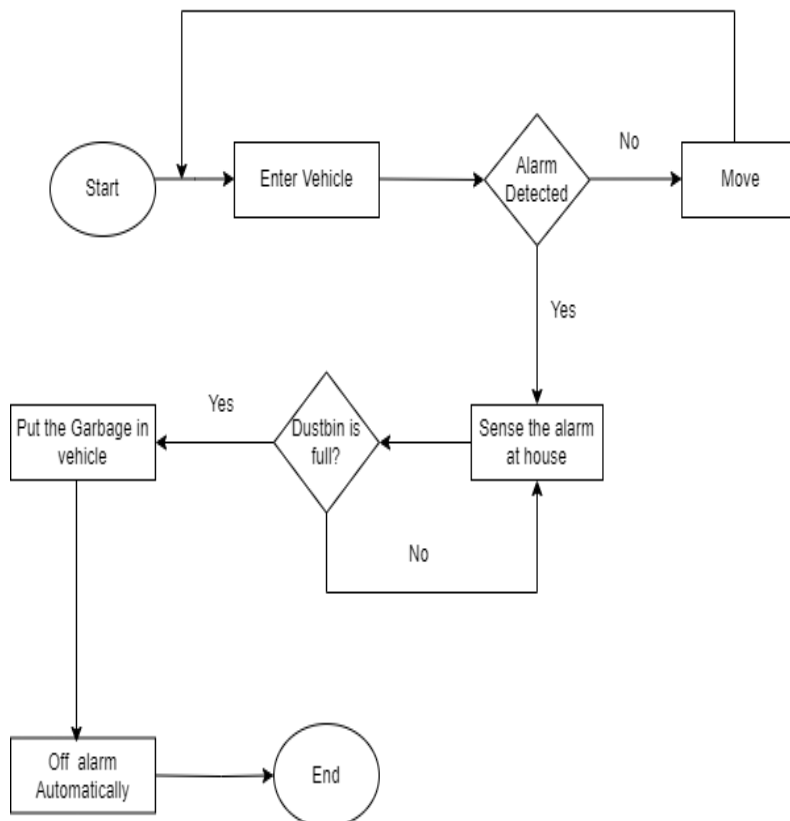 Start
Enter Vehicle
Alarm
Detected
No
Move
Yes
Sense the alarm
at house
Dustbin is
full?
Yes
Put the Garbage in
vehicle
No
Off alarm
Automatically
End